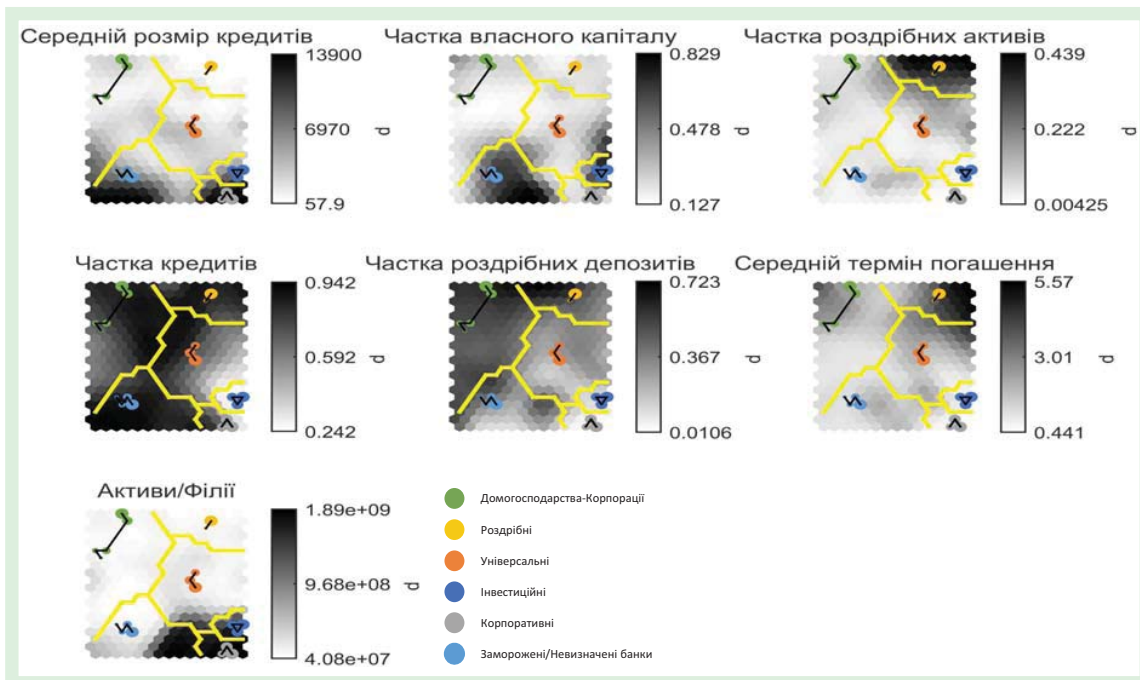 Середній розмір кредитів
13900
6970
d
57.9
Частка власного капіталу
0.829
0.478
d
0.127
Частка роздрібних активів
0.439
0.222
d
0.00425
Частка кредитів
0.942
0.592
d
0.242
Частка роздрібних депозитів
0.723
0.367
d
0.0106
Середній термін погашення
5.57
3.01
d
0.441
Активи/Філії
1.89e+09
9.68e+08
d
4.08e+07
Домогосподарства-Корпорації
Роздрібні
Універсальні
Інвестиційні
Корпоративні
Заморожені/Невизначені банки